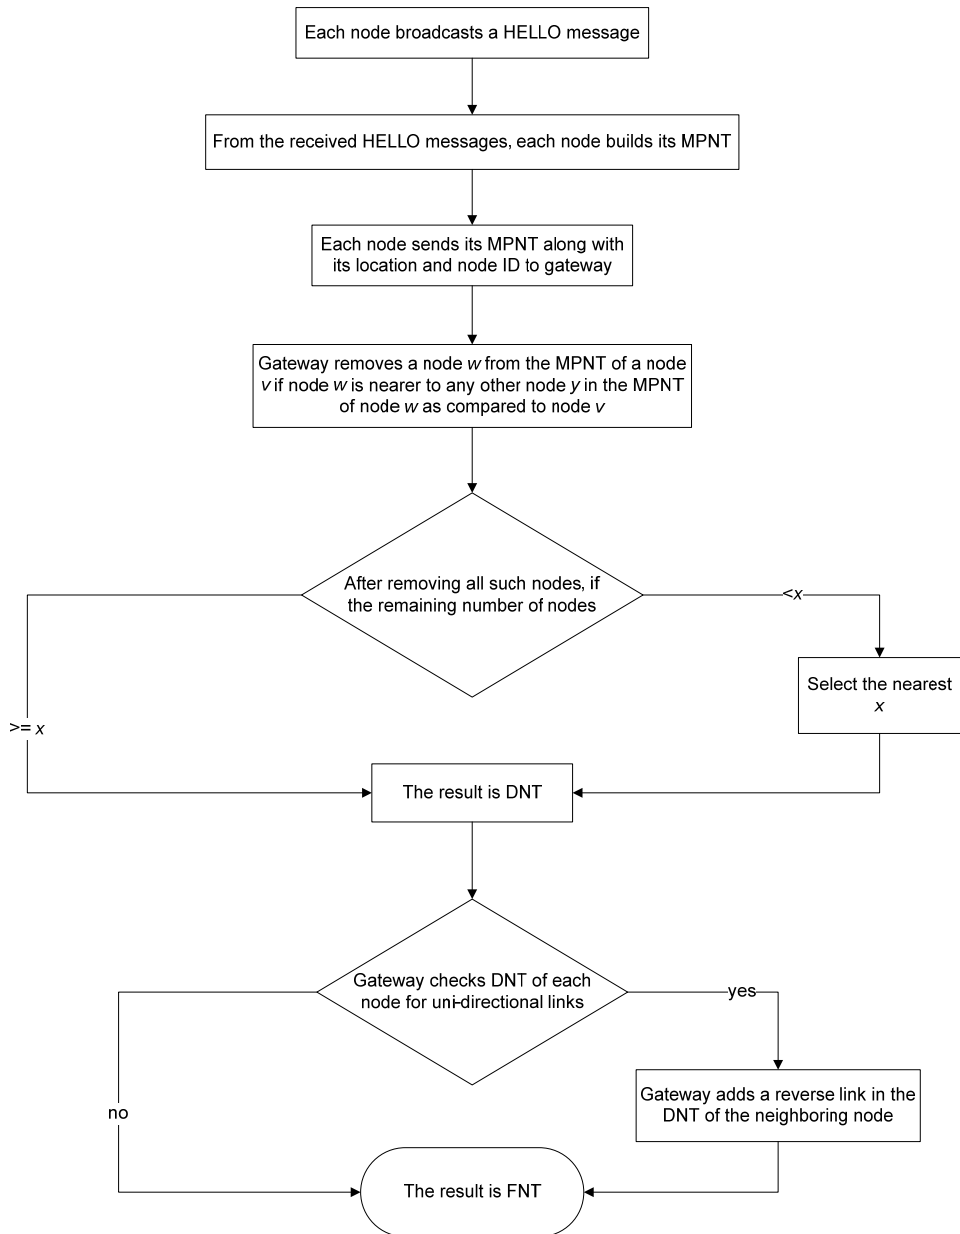 Each node broadcasts a HELLO message
From the received HELLO messages, each node builds its MPNT
Each node sends its MPNT along with
its location and node ID to gateway
Gateway removes a node w from the MPNT of a node
v if node w is nearer to any other node y in the MPNT
of node w as compared to node v
After removing all such nodes, if
the remaining number of nodes
<x
Select the nearest
x
>= x
The result is DNT
Gateway checks DNT of each
node for uni-directional links
yes
Gateway adds a reverse link in the
DNT of the neighboring node
no
The result is FNT